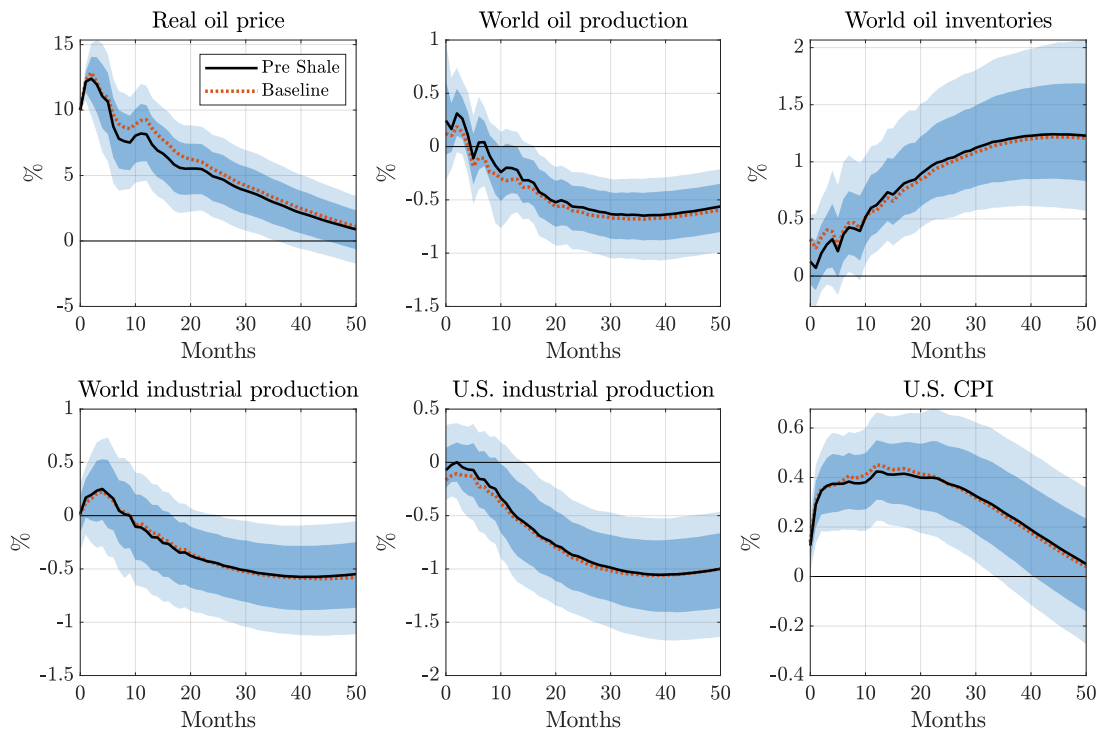 Real oil price
15
10
5
0
-5
%
0 10 20 30 40 50
Months
Pre Shale
Baseline
World oil production
1
0.5
0
-0.5
-1
-1.5
%
0 10 20 30 40 50
Months
World oil inventories
2
1.5
1
0.5
0
%
0 10 20 30 40 50
Months
World industrial production
1
0.5
0
-0.5
-1
-1.5
%
0 10 20 30 40 50
Months
U.S. industrial production
0.5
0
-0.5
-1
-1.5
-2
%
0 10 20 30 40 50
Months
U.S. CPI
0.6
0.4
0.2
0
-0.2
-0.4
%
0 10 20 30 40 50
Months